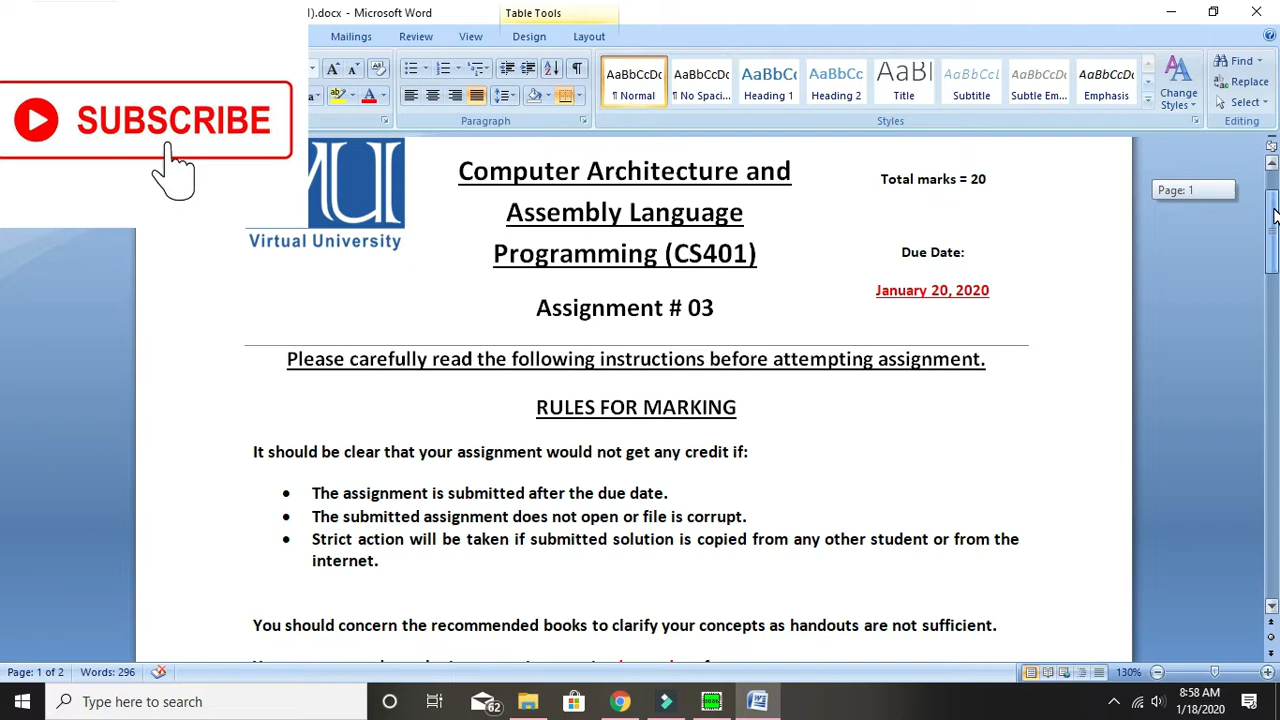 l).docx - Microsoft Word
Table Tools
Mailings Review View Design Layout
AaBbCcDc AaBbCcDc AaBbCc AaBbCc AaBl AaBbCcl AaBbCcDc AaBbCcDc
¶ Normal ¶ No Spaci... Heading 1 Heading 2 Title Subtitle Subtle Em... Emphasis
Change Styles
Find
Replace
Select
Paragraph Styles Editing
SUBSCRIBE
Virtual University
Computer Architecture and
Assembly Language
Programming (CS401)
Assignment # 03
Total marks = 20
Due Date:
January 20, 2020
Page: 1
Please carefully read the following instructions before attempting assignment.
RULES FOR MARKING
It should be clear that your assignment would not get any credit if:
• The assignment is submitted after the due date.
• The submitted assignment does not open or file is corrupt.
• Strict action will be taken if submitted solution is copied from any other student or from the
internet.
You should concern the recommended books to clarify your concepts as handouts are not sufficient.
Page: 1 of 2 Words: 296 130%
Type here to search
62
8:58 AM
1/18/2020